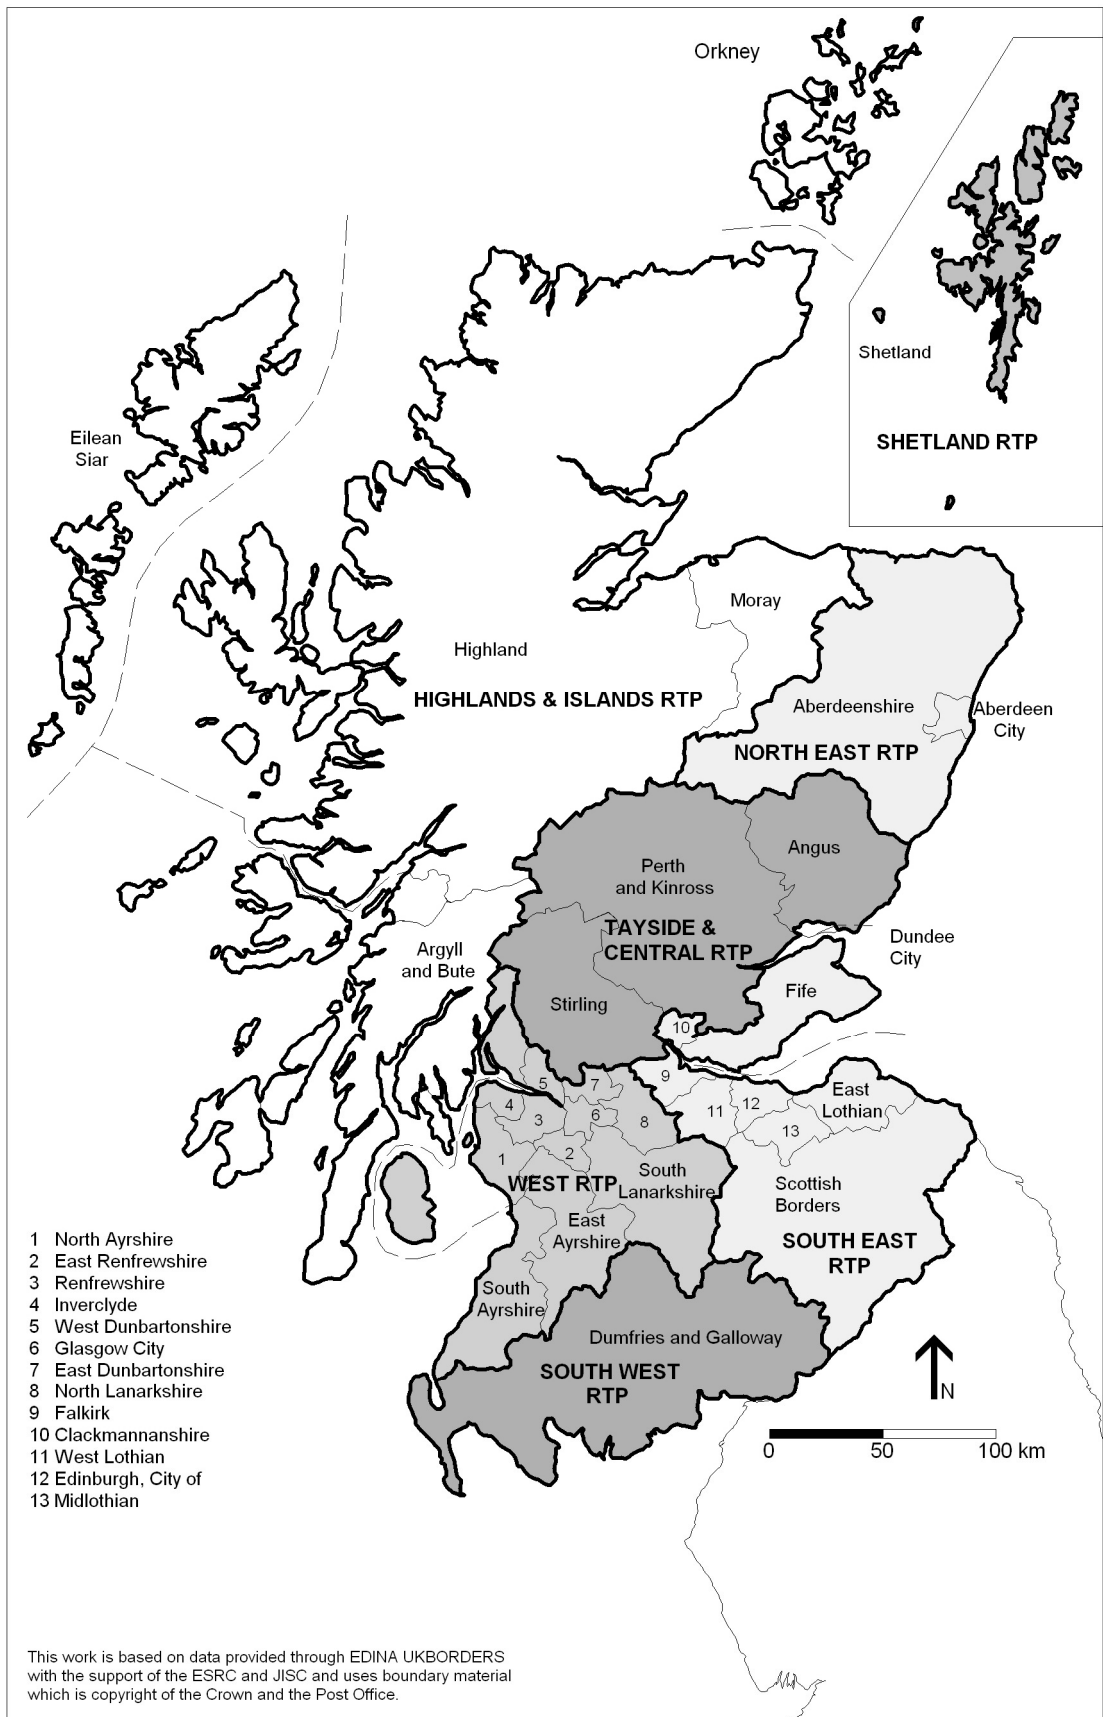 Orkney
Shetland
SHETLAND RTP
Eilean
Siar
Moray
Highland
HIGHLANDS & ISLANDS RTP
Aberdeenshire
Aberdeen
City
NORTH EAST RTP
Angus
Perth
and Kinross
TAYSIDE &
CENTRAL RTP
Dundee
City
Argyll
and Bute
Stirling
Fife
10
9
5
7
4
3
6
8
11
12
East
Lothian
13
1
2
WEST RTP
South
Lanarkshire
Scottish
Borders
East
Ayrshire
SOUTH EAST
RTP
South
Ayrshire
Dumfries and Galloway
SOUTH WEST
RTP
N
0 50 100 km
1 North Ayrshire
2 East Renfrewshire
3 Renfrewshire
4 Inverclyde
5 West Dunbartonshire
6 Glasgow City
7 East Dunbartonshire
8 North Lanarkshire
9 Falkirk
10 Clackmannanshire
11 West Lothian
12 Edinburgh, City of
13 Midlothian
This work is based on data provided through EDINA UKBORDERS
with the support of the ESRC and JISC and uses boundary material
which is copyright of the Crown and the Post Office.